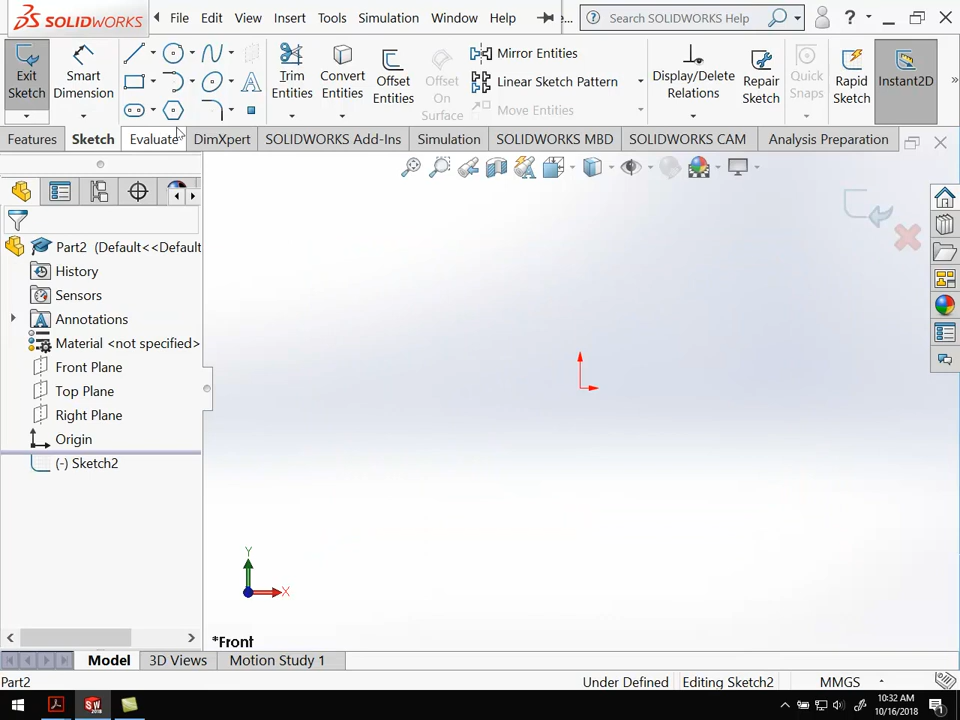 SOLIDWORKS
File Edit View Insert Tools Simulation Window Help
e...
Search SOLIDWORKS Help
Exit Sketch
Smart Dimension
Trim Entities
Convert Entities
Offset Entities
Offset On Surface
Mirror Entities
Linear Sketch Pattern
Move Entities
Display/Delete Relations
Repair Sketch
Quick Snaps
Rapid Sketch
Instant2D
Features Sketch Evaluate DimXpert SOLIDWORKS Add-Ins Simulation SOLIDWORKS MBD SOLIDWORKS CAM Analysis Preparation
Part2 (Default<<Default
History
Sensors
Annotations
Material <not specified>
Front Plane
Top Plane
Right Plane
Origin
(-) Sketch2
Y
X
*Front
Model 3D Views Motion Study 1
Part2 Under Defined Editing Sketch2 MMGS
10:32 AM
10/16/2018